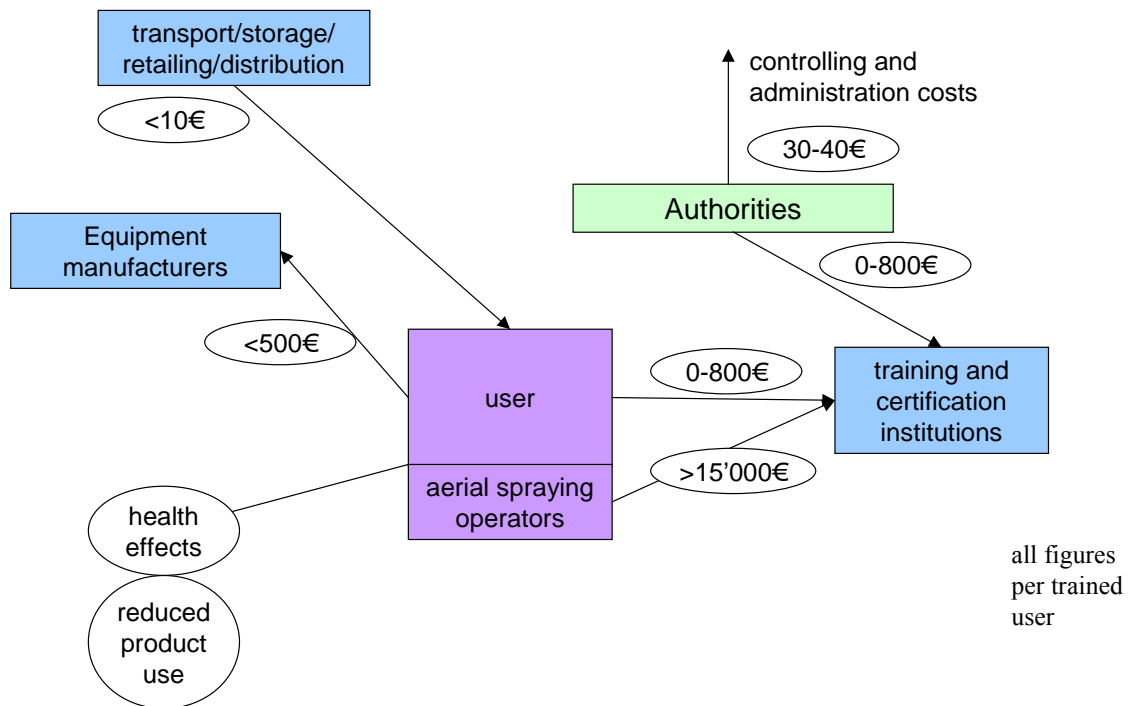 transport/storage/
retailing/distribution
<10€
controlling and
administration costs
30-40€
Authorities
Equipment
manufacturers
0-800€
<500€
user
0-800€
training and
certification
institutions
>15’000€
aerial spraying
operators
health
effects
reduced
product
use
all figures
per trained
user